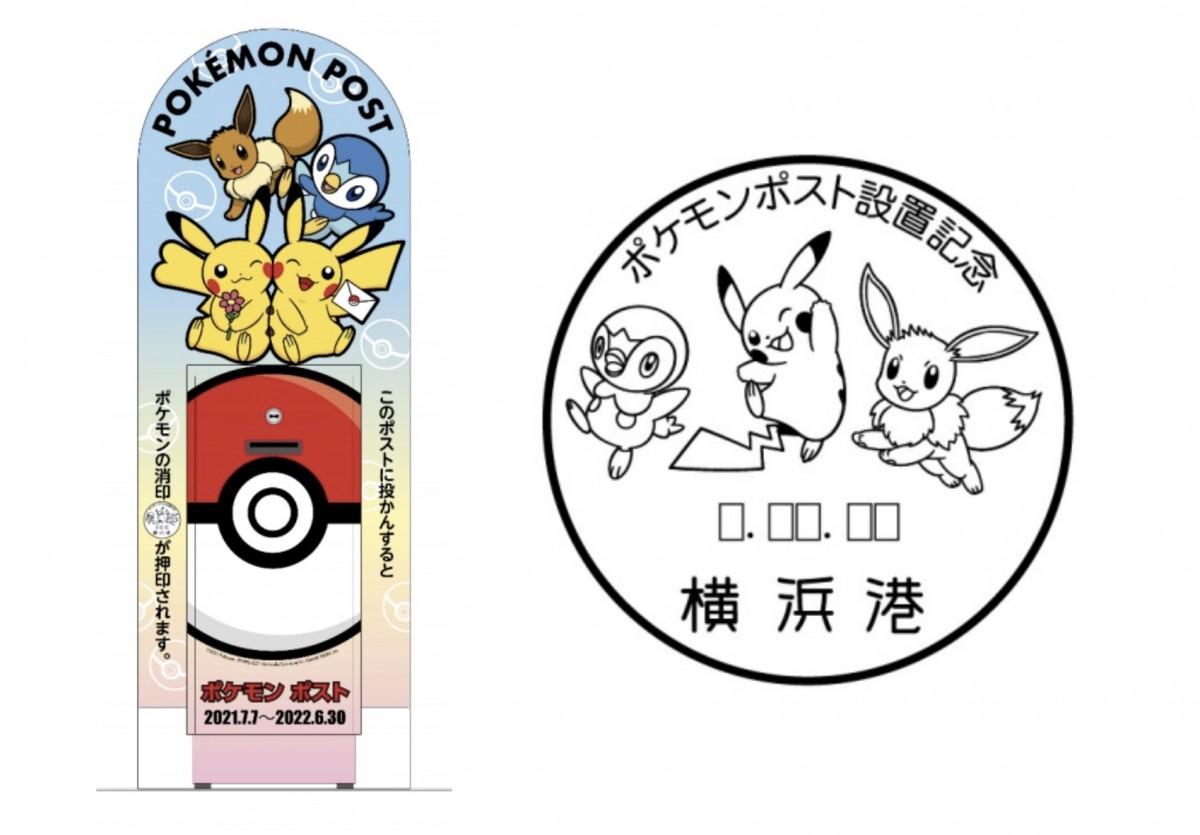 POKÉMON POST
このポストに投かんすると
ポケモンの消印
が押印されます。
ポケモン ポスト
2021.7.7〜2022.6.30
ポケモンポスト設置記念
横浜港